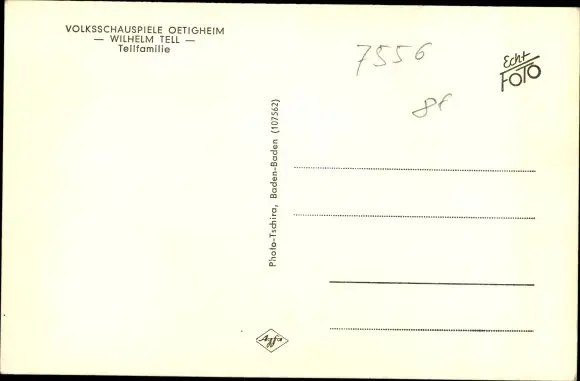 VOLKSSCHAUSPIELE OETIGHEIM
— WILHELM TELL —
Tellfamilie
7556
Echt
FOTO
Photo-Tschira, Baden-Baden (107562)
Agfa